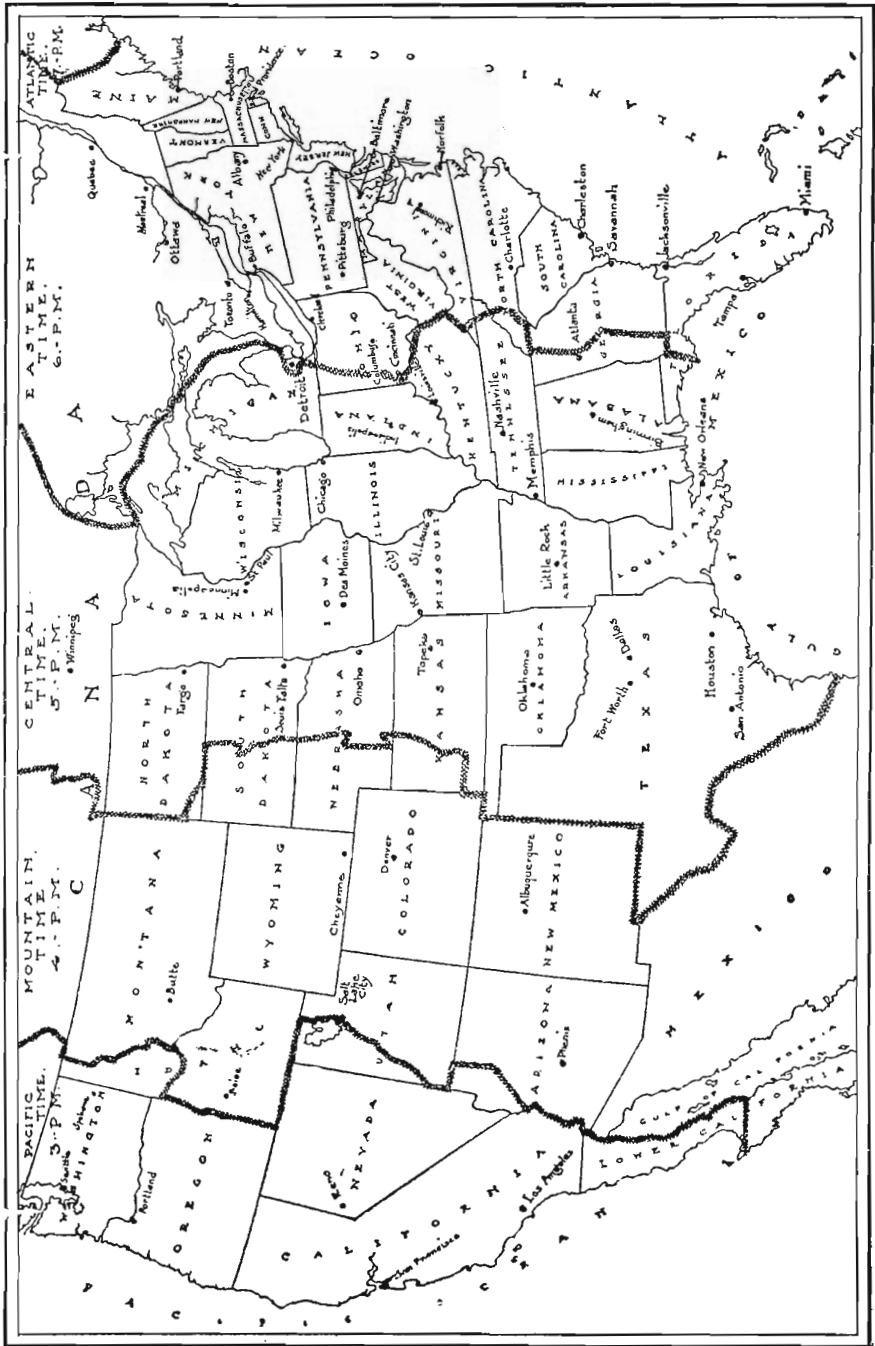 PACIFIC
TIME.
3.-P.M.
MOUNTAIN.
TIME
4.-P.M.
CENTRAL.
TIME.
5.-P.M.
EASTERN
TIME.
6.-P.M.
ATLANTIC
TIME.
7.-P.M.
CANADA
Winnipeg
Quebec
Montreal
Ottawa
Toronto
WASHINGTON
Seattle
Spokane
Portland
OREGON
Boise
MONTANA
Butte
NORTH
DAKOTA
Fargo
SOUTH
DAKOTA
MINNESOTA
Minneapolis
St Paul
WISCONSIN
Milwaukee
MICHIGAN
Detroit
MAINE
Portland
NEW HAMPSHIRE
VERMONT
MASSACHUSETTS
Boston
Providence
CONN
NEW YORK
Albany
New York
Buffalo
NEW JERSEY
PENNSYLVANIA
Philadelphia
Pittsburg
Baltimore
Washington
WYOMING
Cheyenne
NEBRASKA
Omaha
IOWA
Des Moines
ILLINOIS
Chicago
INDIANA
Indianapolis
OHIO
Columbus
Cincinnati
WEST
VIRGINIA
VIRGINIA
Richmond
Norfolk
NEVADA
Reno
UTAH
Salt
Lake
City
COLORADO
Denver
KANSAS
Topeka
MISSOURI
Kansas City
St. Louis
KENTUCKY
TENNESSEE
Nashville
Memphis
NORTH CAROLINA
Charlotte
SOUTH
CAROLINA
Charleston
CALIFORNIA
San Francisco
Los Angeles
ARIZONA
NEW MEXICO
Albuquerque
OKLAHOMA
Oklahoma
ARKANSAS
Little Rock
MISSISSIPPI
ALABAMA
Birmingham
GEORGIA
Atlanta
Savannah
TEXAS
Fort Worth
Dallas
Houston
San Antonio
LOUISIANA
New Orleans
FLORIDA
Jacksonville
Tampa
Miami
MEXICO
GULF OF CALIFORNIA
LOWER CALIFORNIA
GULF OF MEXICO
PACIFIC OCEAN
ATLANTIC OCEAN